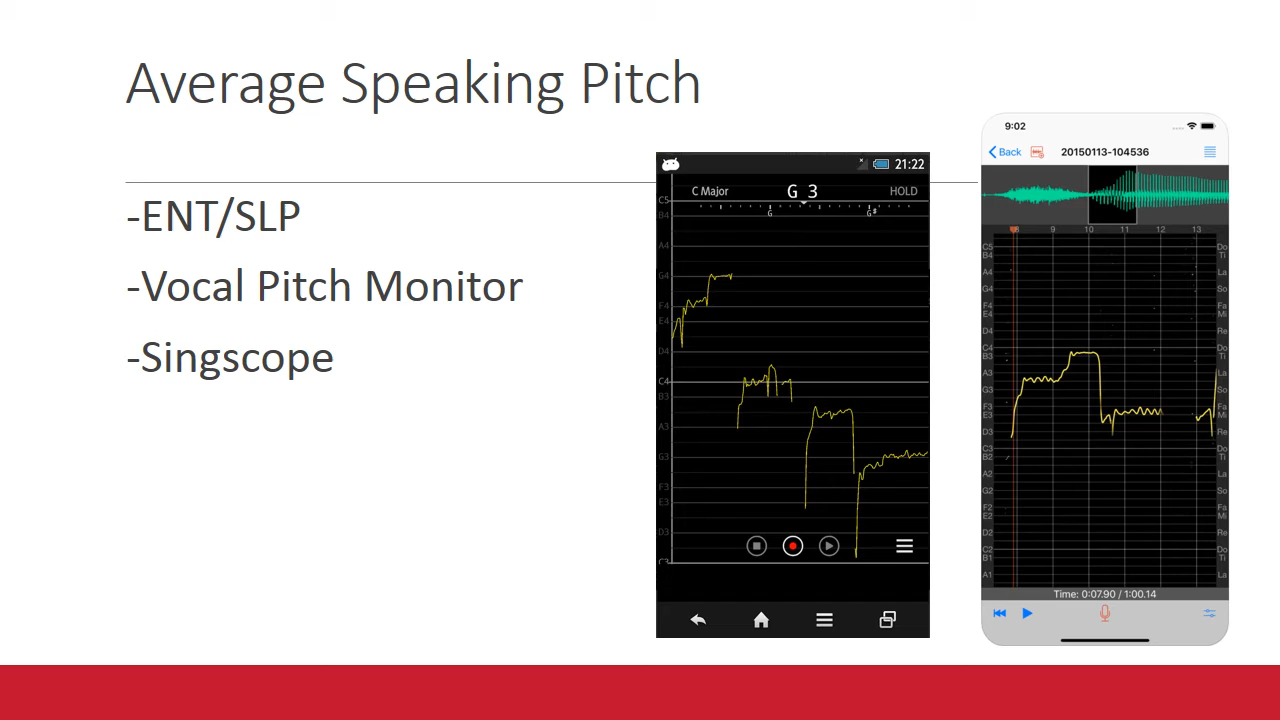 Average Speaking Pitch
-ENT/SLP
-Vocal Pitch Monitor
-Singscope
21:22
C Major G 3 HOLD
G G#
C5
B4
A4
G4
F4
E4
D4
C4
B3
A3
G3
F3
E3
D3
C3
9:02
Back 20150113-104536
9 10 11 12 13
C5 Do
B4 Ti
A4 La
G4 So
F4 Fa
E4 Mi
D4 Re
C4 Do
B3 Ti
A3 La
G3 So
F3 Fa
E3 Mi
D3 Re
C3 Do
B2 Ti
A2 La
G2 So
F2 Fa
E2 Mi
D2 Re
C2 Do
B1 Ti
A1 La
Time: 0:07.90 / 1:00.14